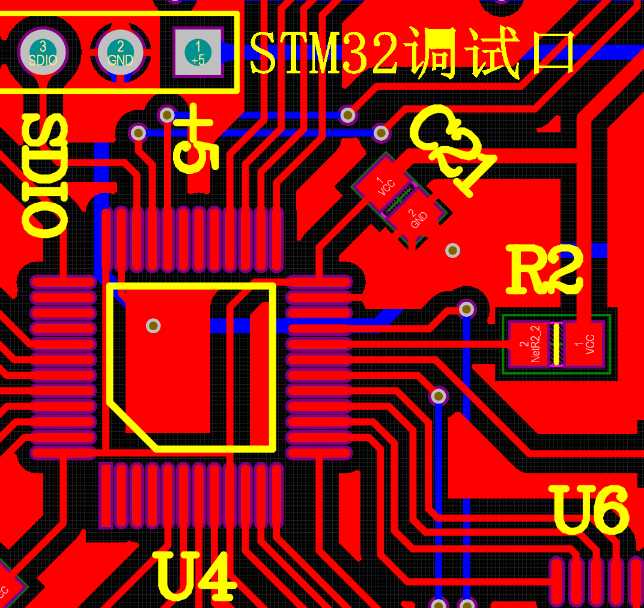 3
SDIO
2
GND
1
+5
STM32调试口
SDIO
+5
C21
1
VCC
2
GND
R2
2
NetR2_2
1
VCC
U6
U4